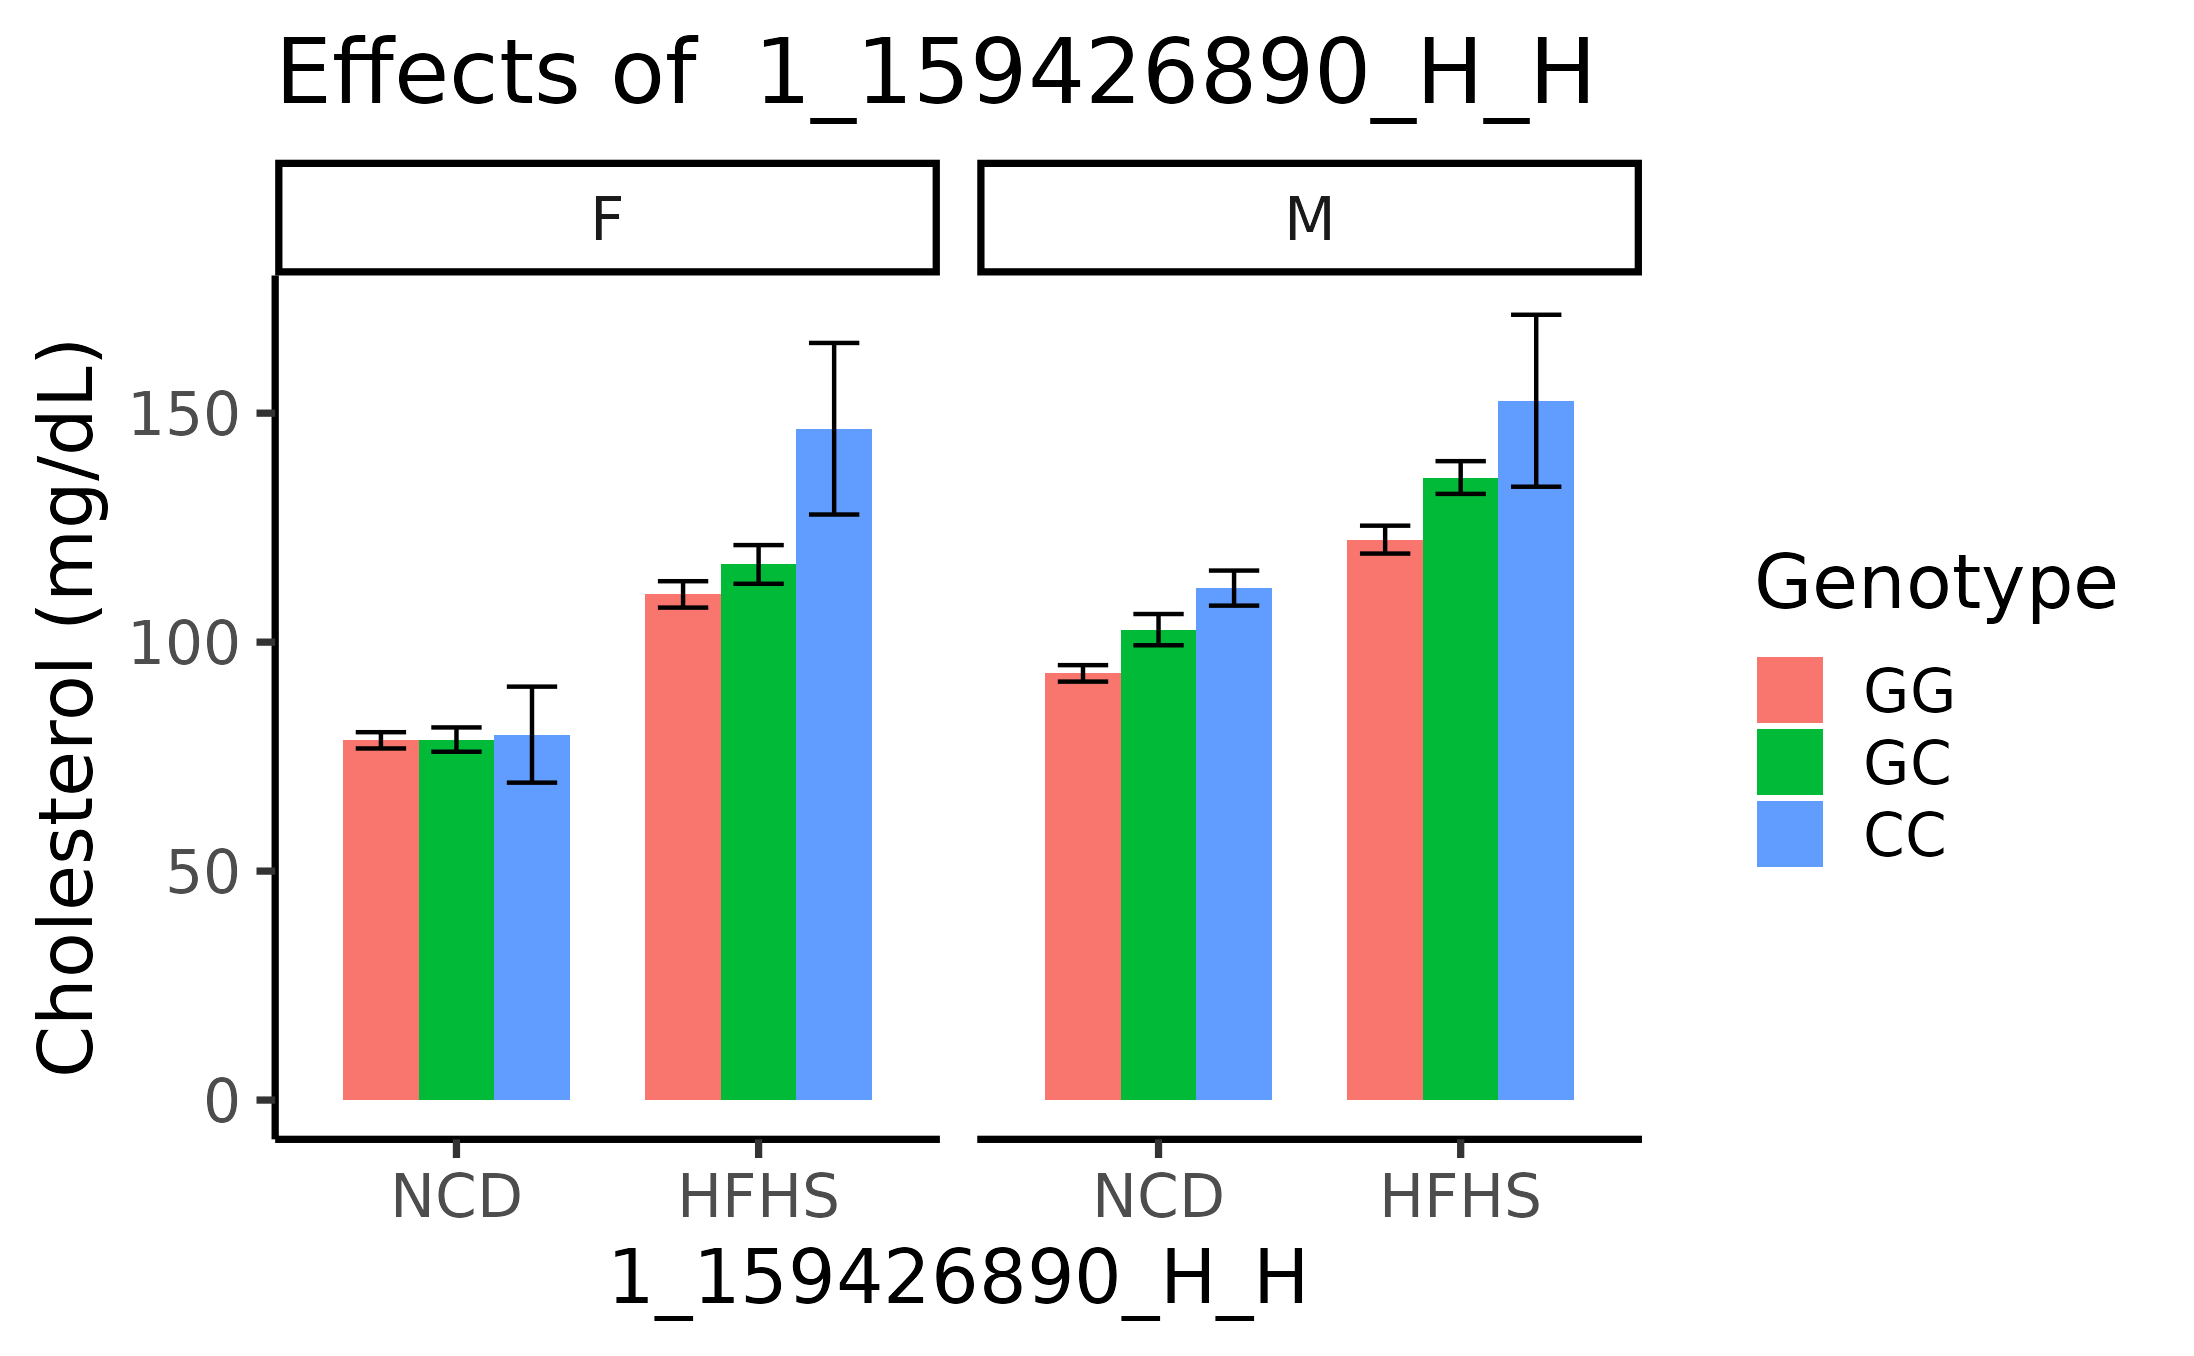 Effects of  1_159426890_H_H
F
M
Cholesterol (mg/dL)
150
100
50
0
NCD
HFHS
NCD
HFHS
1_159426890_H_H
Genotype
GG
GC
CC